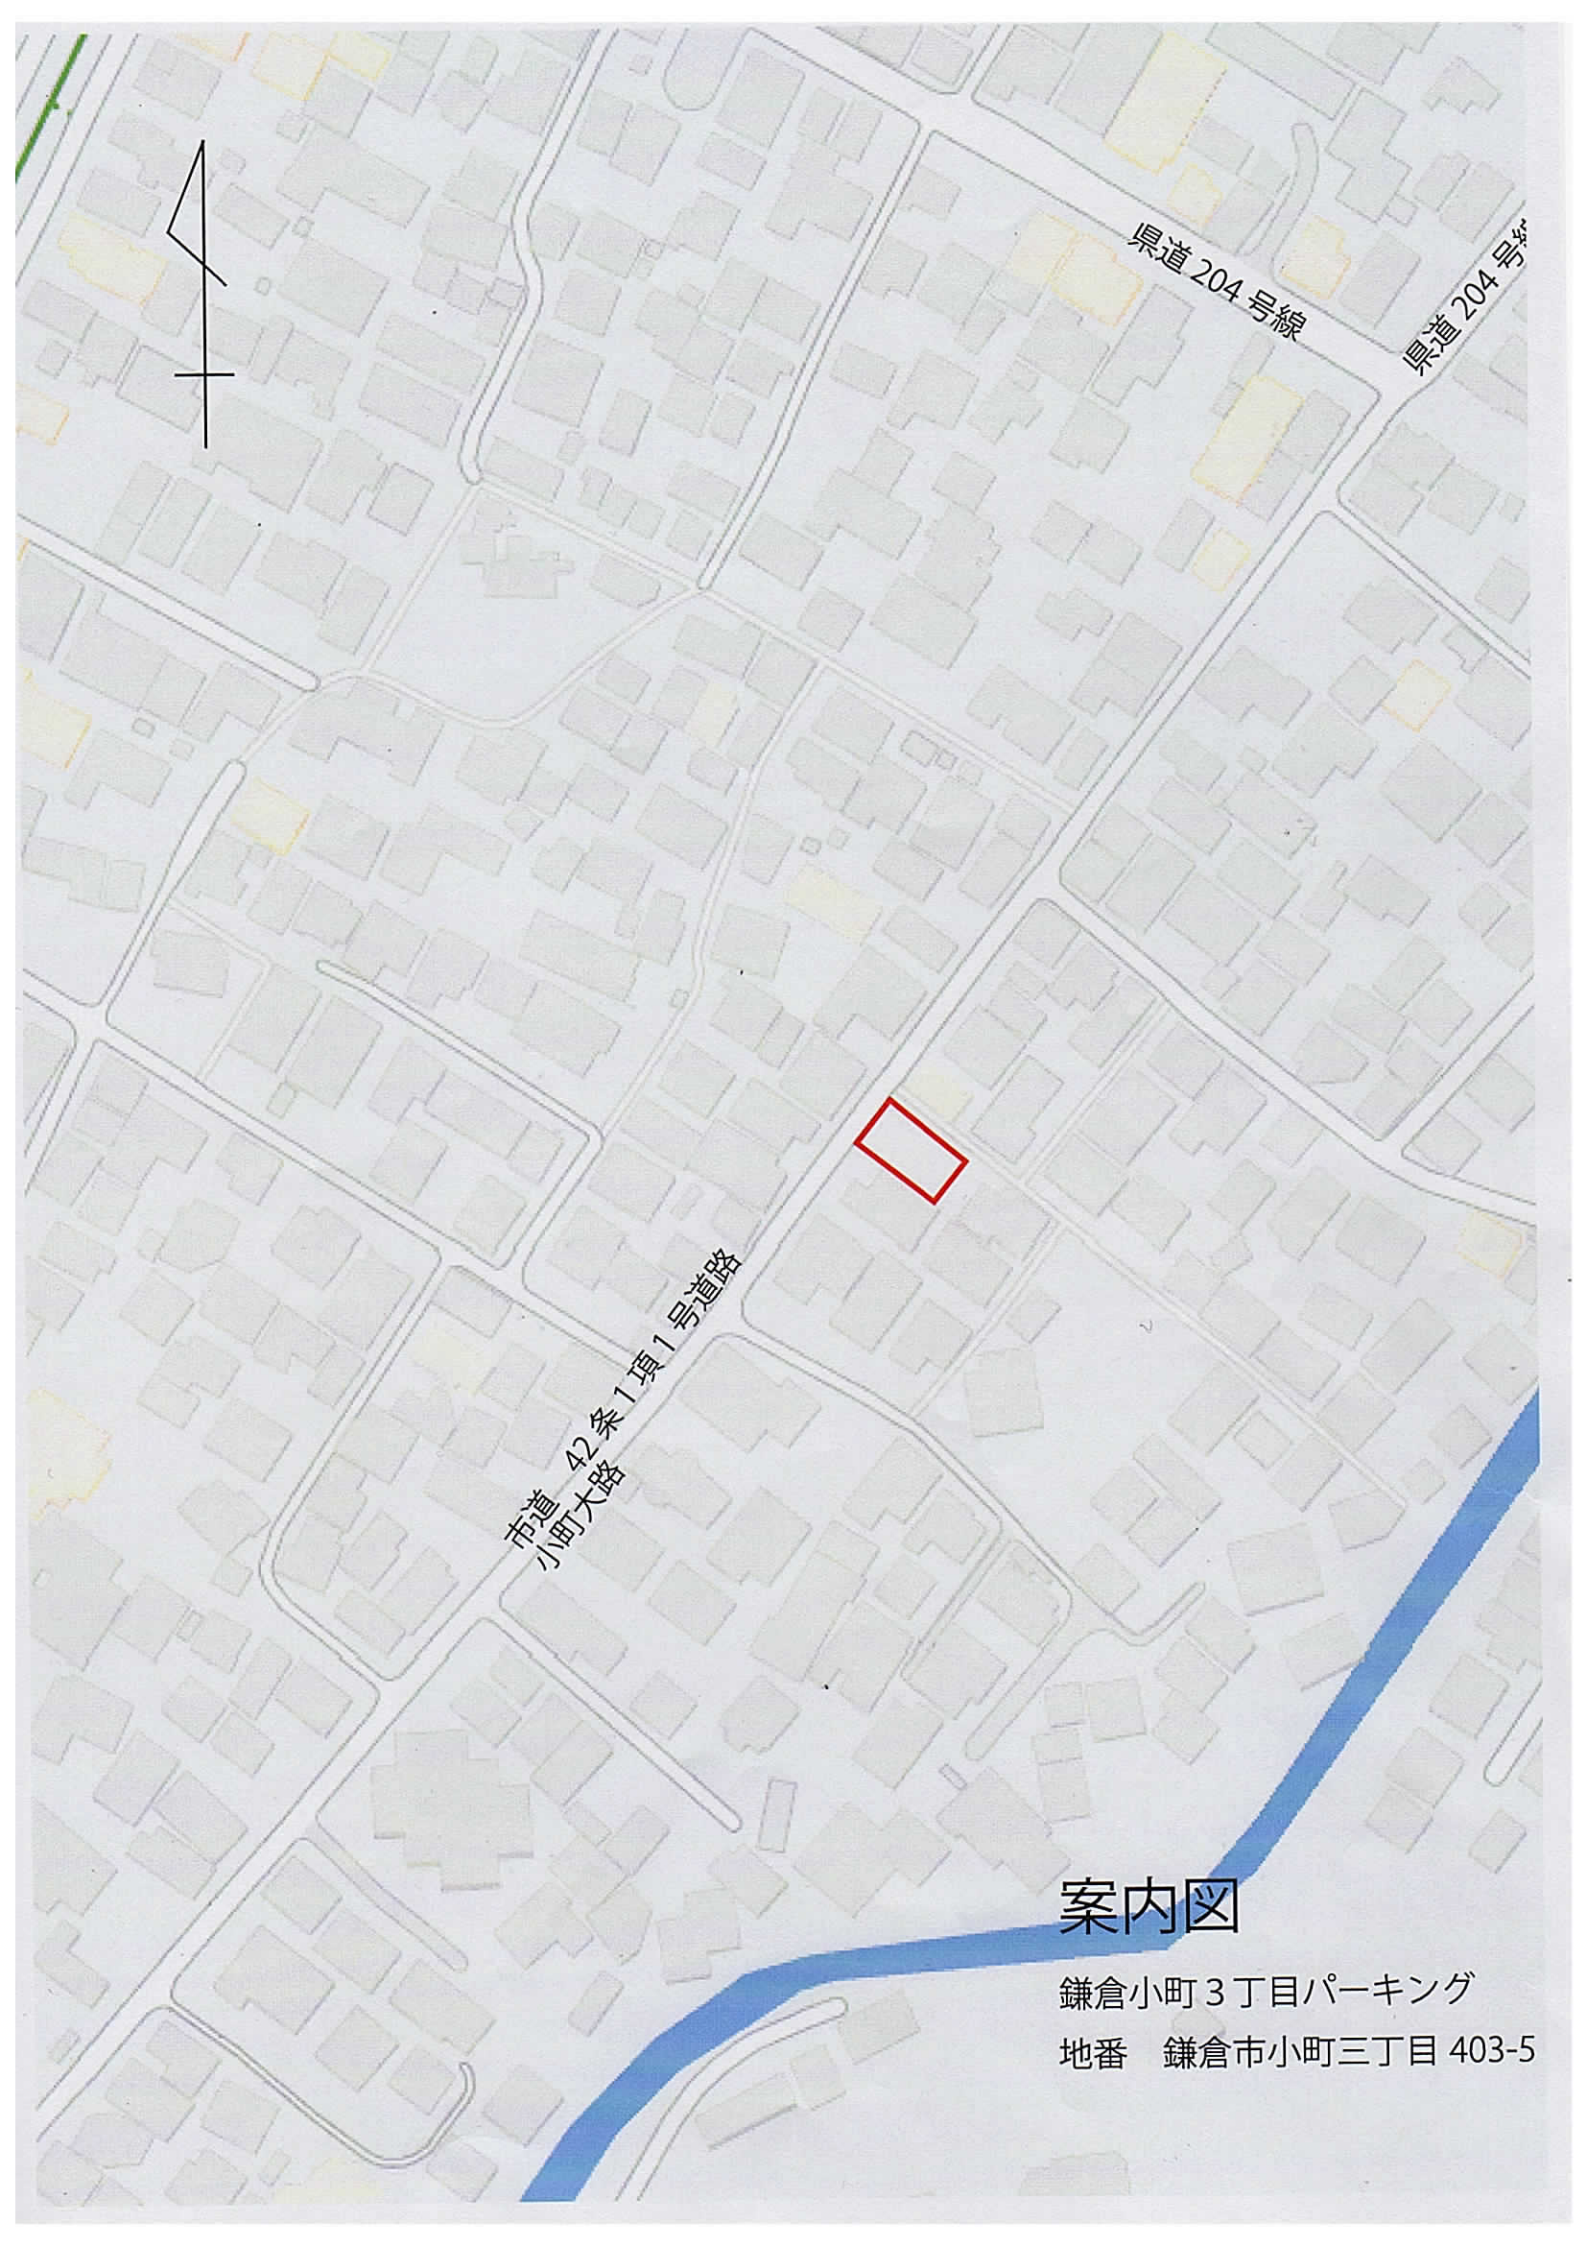 県道 204 号線
県道 204 号線
市道　42 条 1 項 1 号道路
小町大路
案内図
鎌倉小町３丁目パーキング
地番　鎌倉市小町三丁目 403-5